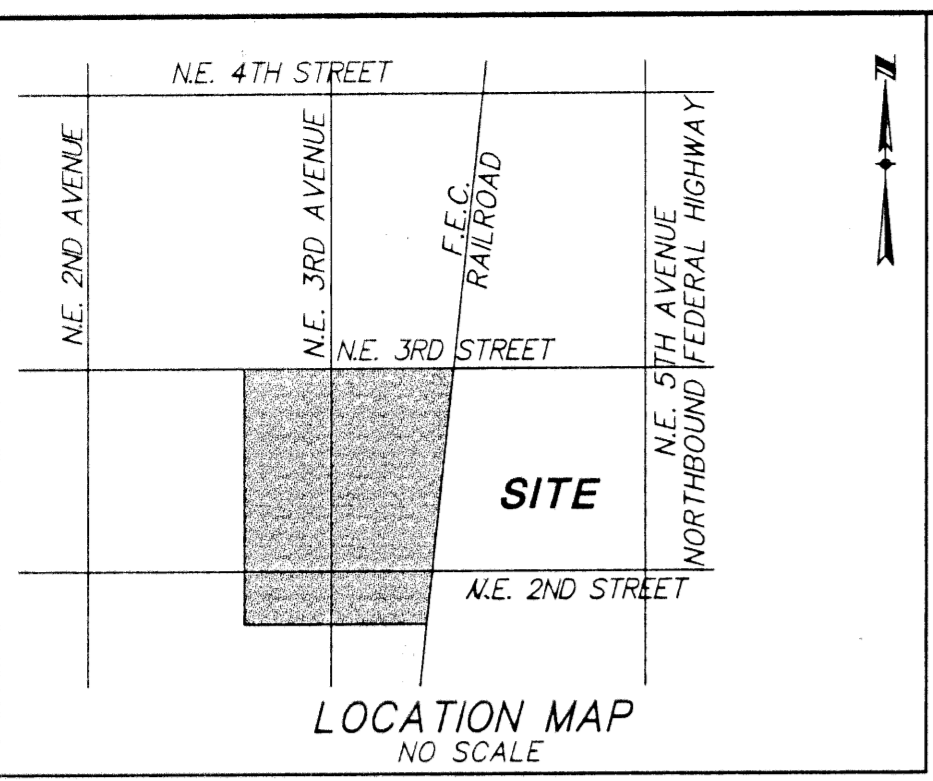 N.E. 4TH STREET
N.E. 2ND AVENUE
N.E. 3RD AVENUE
F.E.C.
RAILROAD
N.E. 5TH AVENUE
NORTHBOUND FEDERAL HIGHWAY
N
N.E. 3RD STREET
SITE
N.E. 2ND STREET
LOCATION MAP
NO SCALE